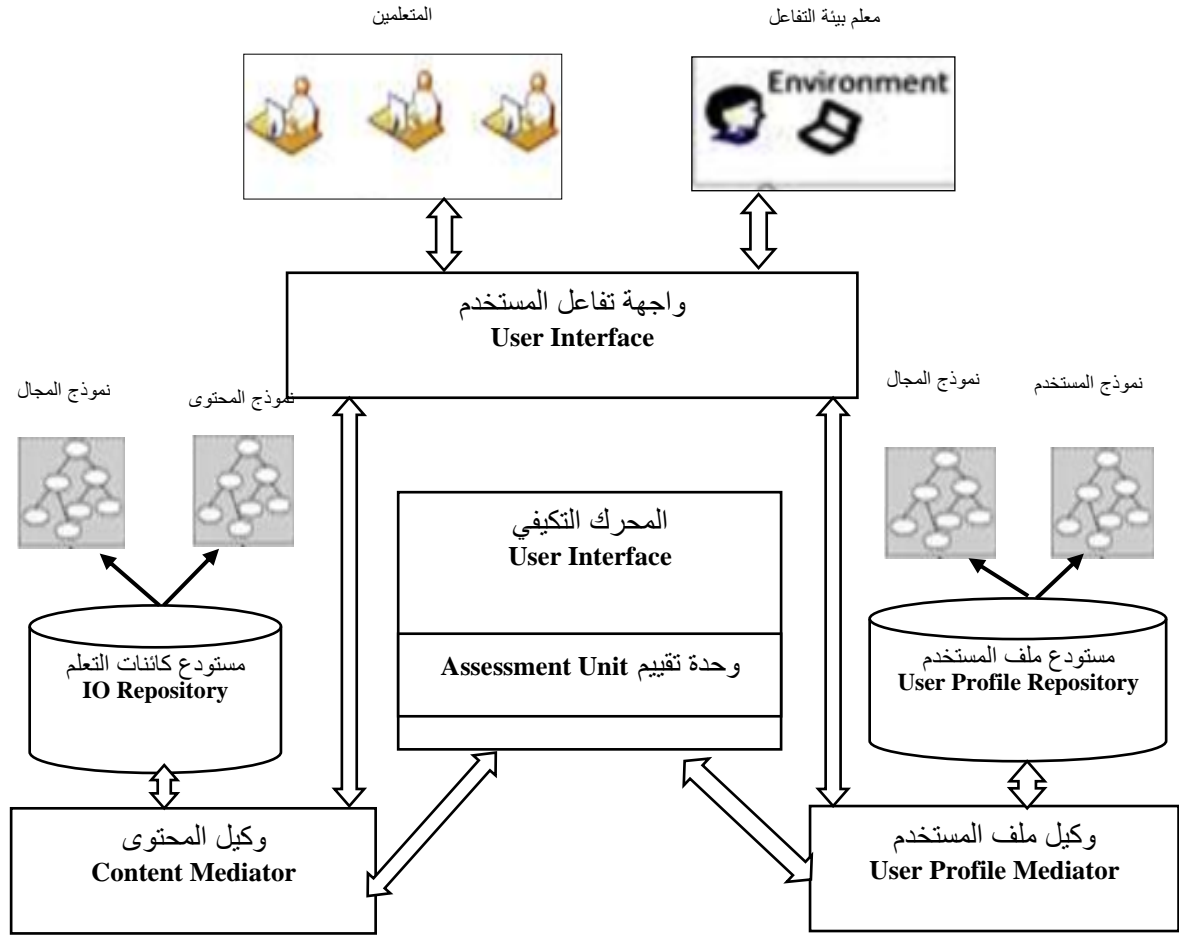 المتعلمين
معلم بيئة التفاعل
Environment
واجهة تفاعل المستخدم
User Interface
نموذج المجال
نموذج المحتوى
نموذج المجال
نموذج المستخدم
المحرك التكيفي
User Interface
وحدة تقييم Assessment Unit
مستودع كائنات التعلم
IO Repository
مستودع ملف المستخدم
User Profile Repository
وكيل المحتوى
Content Mediator
وكيل ملف المستخدم
User Profile Mediator